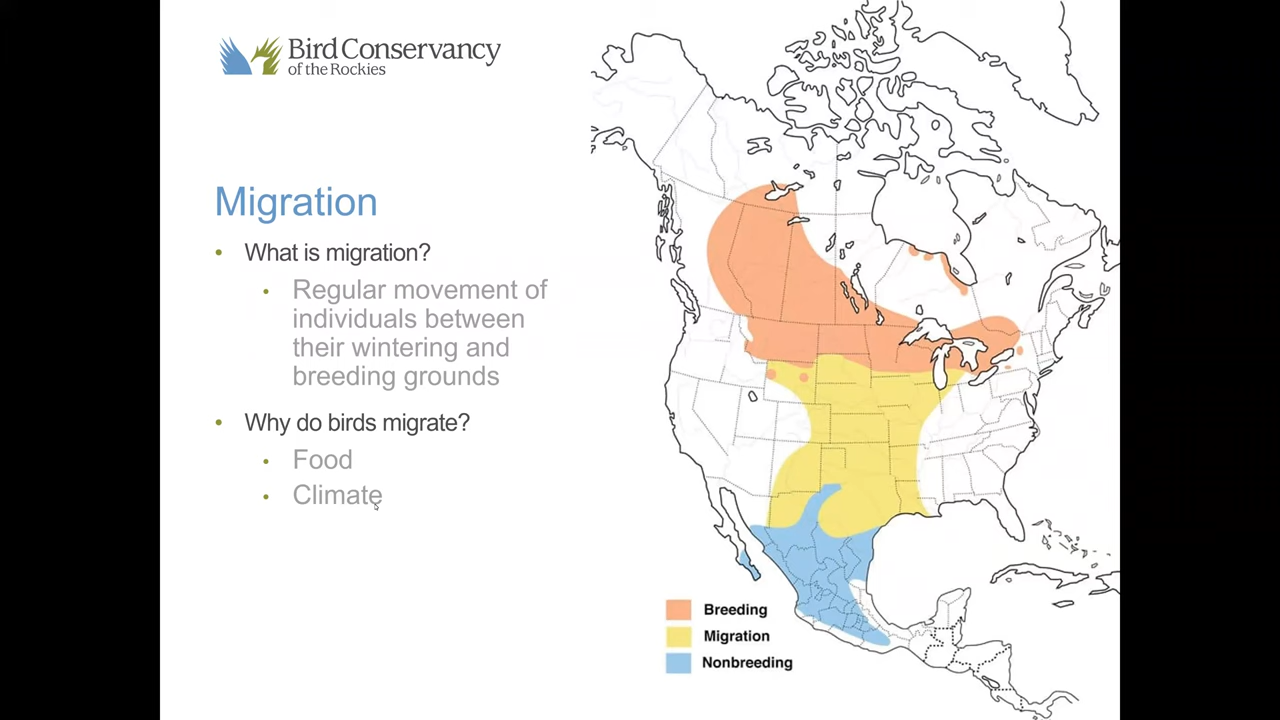 Bird Conservancy
of the Rockies
Migration
• What is migration?
• Regular movement of
individuals between
their wintering and
breeding grounds
• Why do birds migrate?
• Food
• Climate
Breeding
Migration
Nonbreeding